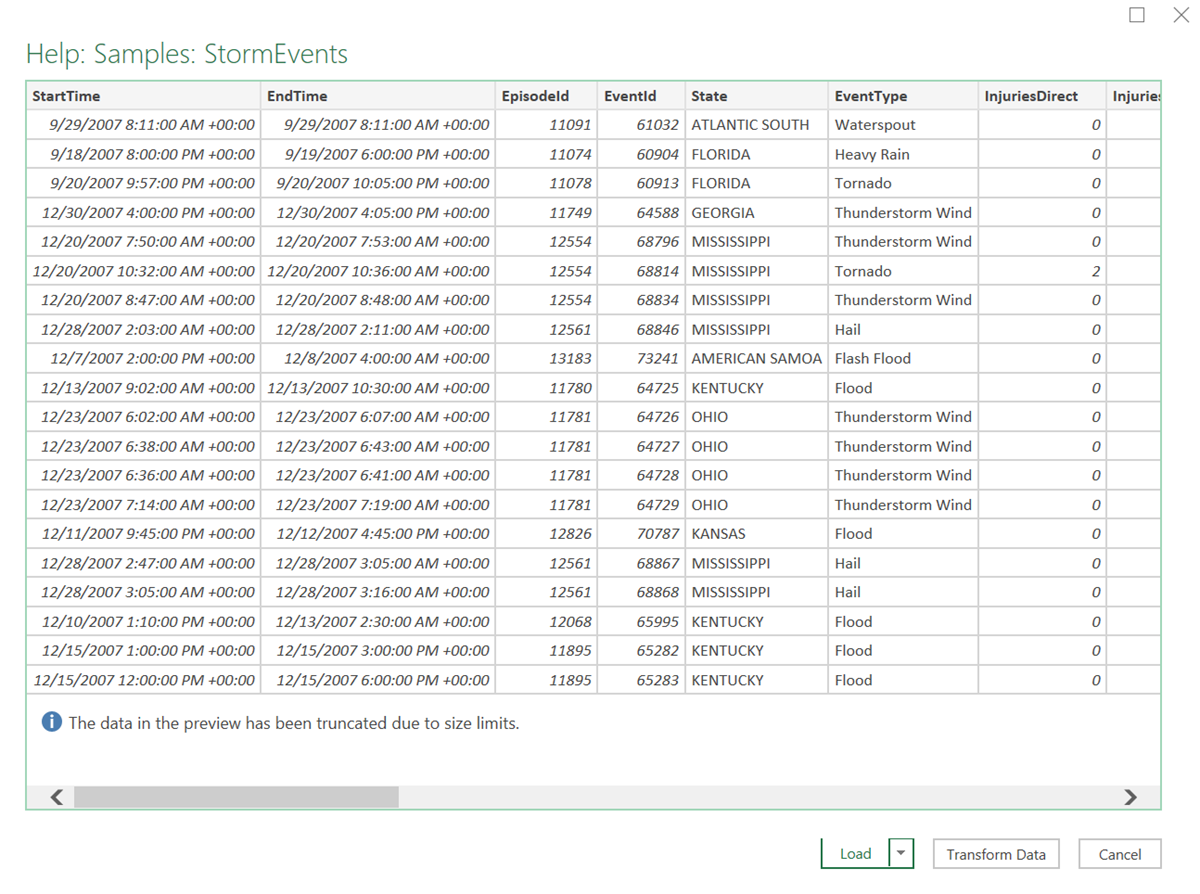 Help: Samples: StormEvents
StartTime EndTime EpisodeId EventId State EventType InjuriesDirect Injuries
9/29/2007 8:11:00 AM +00:00 9/29/2007 8:11:00 AM +00:00 11091 61032 ATLANTIC SOUTH Waterspout 0
9/18/2007 8:00:00 PM +00:00 9/19/2007 6:00:00 PM +00:00 11074 60904 FLORIDA Heavy Rain 0
9/20/2007 9:57:00 PM +00:00 9/20/2007 10:05:00 PM +00:00 11078 60913 FLORIDA Tornado 0
12/30/2007 4:00:00 PM +00:00 12/30/2007 4:05:00 PM +00:00 11749 64588 GEORGIA Thunderstorm Wind 0
12/20/2007 7:50:00 AM +00:00 12/20/2007 7:53:00 AM +00:00 12554 68796 MISSISSIPPI Thunderstorm Wind 0
12/20/2007 10:32:00 AM +00:00 12/20/2007 10:36:00 AM +00:00 12554 68814 MISSISSIPPI Tornado 2
12/20/2007 8:47:00 AM +00:00 12/20/2007 8:48:00 AM +00:00 12554 68834 MISSISSIPPI Thunderstorm Wind 0
12/28/2007 2:03:00 AM +00:00 12/28/2007 2:11:00 AM +00:00 12561 68846 MISSISSIPPI Hail 0
12/7/2007 2:00:00 PM +00:00 12/8/2007 4:00:00 AM +00:00 13183 73241 AMERICAN SAMOA Flash Flood 0
12/13/2007 9:02:00 AM +00:00 12/13/2007 10:30:00 AM +00:00 11780 64725 KENTUCKY Flood 0
12/23/2007 6:02:00 AM +00:00 12/23/2007 6:07:00 AM +00:00 11781 64726 OHIO Thunderstorm Wind 0
12/23/2007 6:38:00 AM +00:00 12/23/2007 6:43:00 AM +00:00 11781 64727 OHIO Thunderstorm Wind 0
12/23/2007 6:36:00 AM +00:00 12/23/2007 6:41:00 AM +00:00 11781 64728 OHIO Thunderstorm Wind 0
12/23/2007 7:14:00 AM +00:00 12/23/2007 7:19:00 AM +00:00 11781 64729 OHIO Thunderstorm Wind 0
12/11/2007 9:45:00 PM +00:00 12/12/2007 4:45:00 PM +00:00 12826 70787 KANSAS Flood 0
12/28/2007 2:47:00 AM +00:00 12/28/2007 3:05:00 AM +00:00 12561 68867 MISSISSIPPI Hail 0
12/28/2007 3:05:00 AM +00:00 12/28/2007 3:16:00 AM +00:00 12561 68868 MISSISSIPPI Hail 0
12/10/2007 1:10:00 PM +00:00 12/13/2007 2:30:00 AM +00:00 12068 65995 KENTUCKY Flood 0
12/15/2007 1:00:00 PM +00:00 12/15/2007 3:00:00 PM +00:00 11895 65282 KENTUCKY Flood 0
12/15/2007 12:00:00 PM +00:00 12/15/2007 6:00:00 PM +00:00 11895 65283 KENTUCKY Flood 0
The data in the preview has been truncated due to size limits.
Load Transform Data Cancel